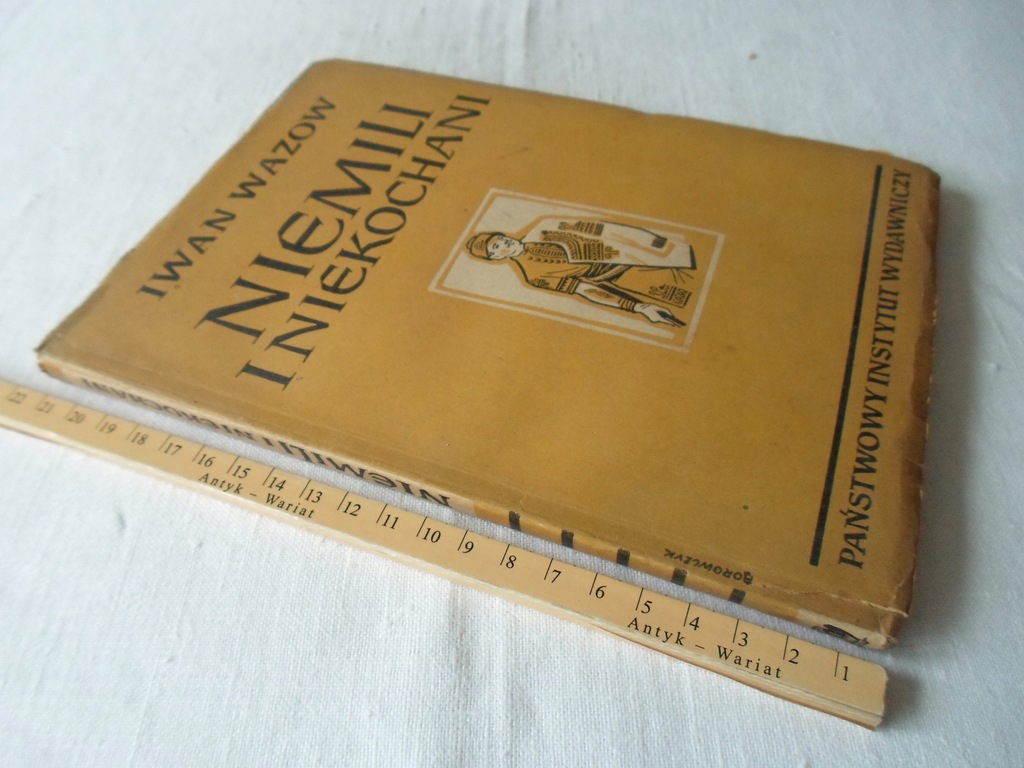 IWAN WAZOW
NIEMILI
I NIEKOCHANI
PAŃSTWOWY INSTYTUT WYDAWNICZY
BOROWCZYK
NIEMILI I NIEKOCHANI
22 21 20 19 18 17 16 15 14 13 12 11 10 9 8 7 6 5 4 3 2 1
Antyk – Wariat Antyk – Wariat